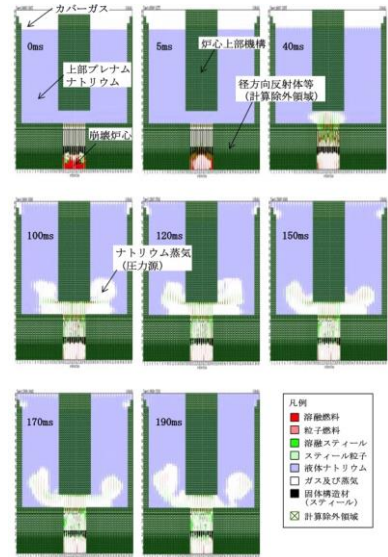 カバーガス
0ms
5ms
40ms
上部プレナム
ナトリウム
炉心上部機構
径方向反射体等
(計算除外領域)
崩壊炉心
100ms
120ms
150ms
ナトリウム蒸気
(圧力源)
170ms
190ms
凡例
溶融燃料
粒子燃料
溶融スティール
スティール粒子
液体ナトリウム
ガス及び蒸気
固体構造材
(スティール)
計算除外領域